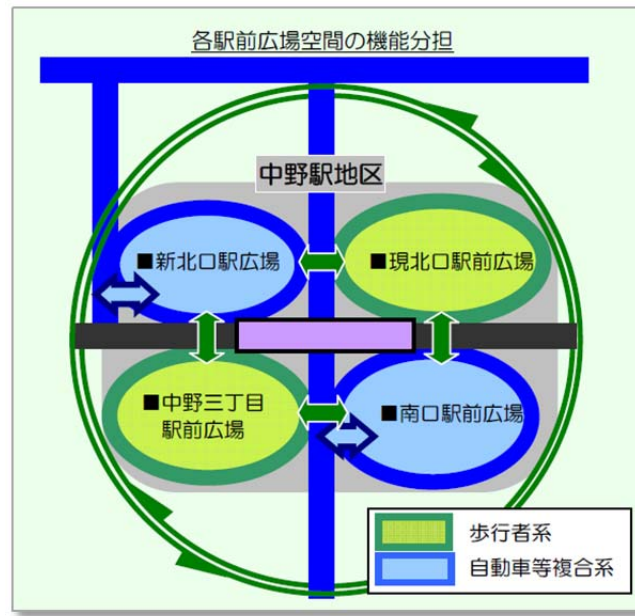 各駅前広場空間の機能分担
中野駅地区
■新北口駅広場
■現北口駅前広場
■中野三丁目
駅前広場
■南口駅前広場
歩行者系
自動車等複合系